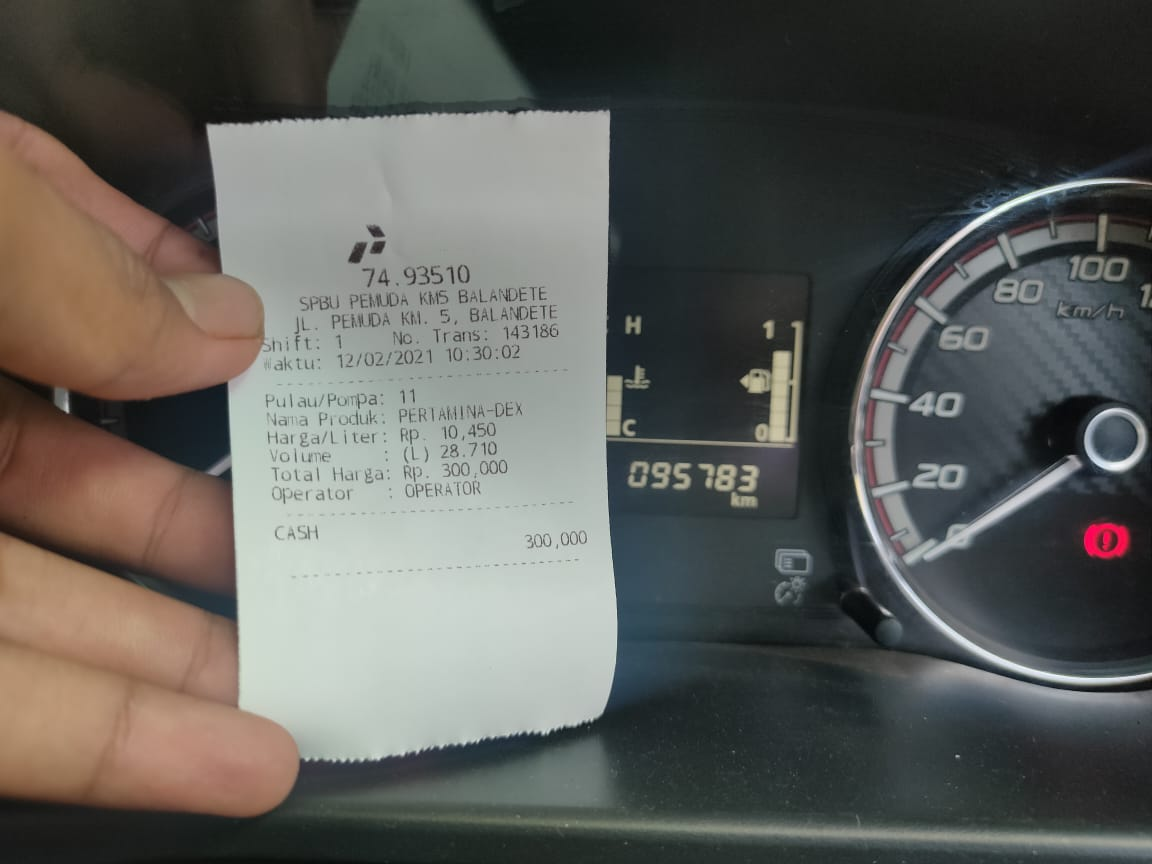 74.93510
SPBU PEMUDA KM5 BALANDETE
JL. PEMUDA KM. 5, BALANDETE
Shift: 1 No. Trans: 143186
Waktu: 12/02/2021 10:30:02
Pulau/Pompa: 11
Nama Produk: PERTAMINA-DEX
Harga/Liter: Rp. 10,450
Volume : (L) 28.710
Total Harga: Rp. 300,000
Operator : OPERATOR
CASH
300,000
H
C
1
0
095783
km
100
80
km/h
60
40
20
0